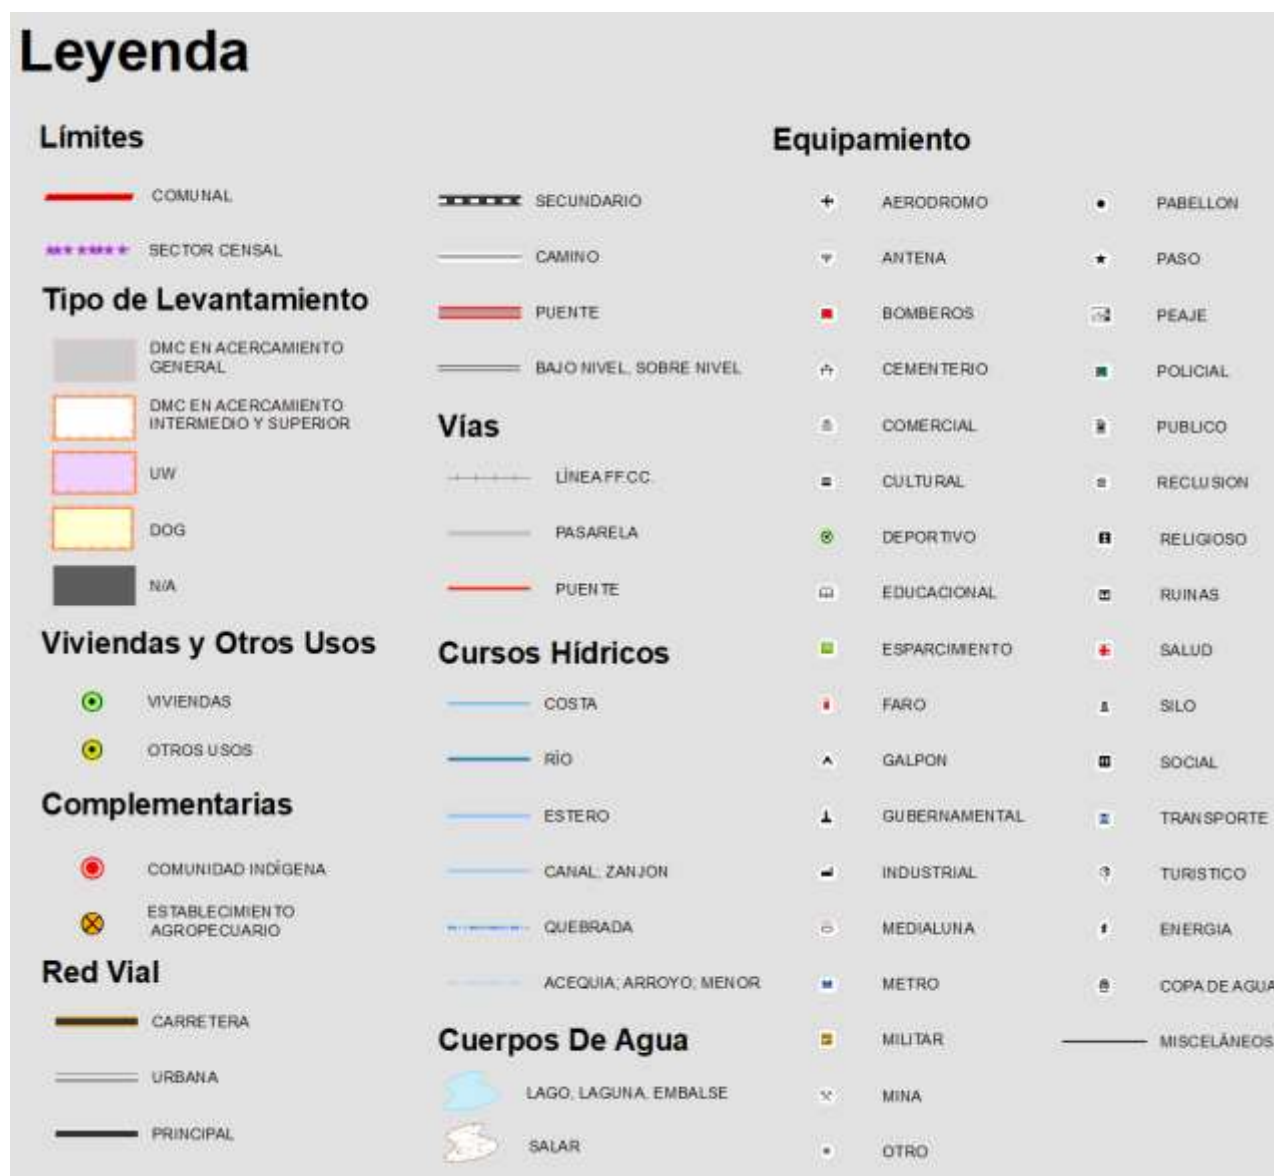 Leyenda
Límites
COMUNAL
SECTOR CENSAL
Tipo de Levantamiento
DMC EN ACERCAMIENTO
GENERAL
DMC EN ACERCAMIENTO
INTERMEDIO Y SUPERIOR
UW
DOG
N/A
Viviendas y Otros Usos
VIVIENDAS
OTROS USOS
Complementarias
COMUNIDAD INDÍGENA
ESTABLECIMIENTO
AGROPECUARIO
Red Vial
CARRETERA
URBANA
PRINCIPAL
SECUNDARIO
CAMINO
PUENTE
BAJO NIVEL, SOBRE NIVEL
Vías
LÍNEA FF.CC.
PASARELA
PUENTE
Cursos Hídricos
COSTA
RÍO
ESTERO
CANAL; ZANJON
QUEBRADA
ACEQUIA; ARROYO; MENOR
Cuerpos De Agua
LAGO, LAGUNA, EMBALSE
SALAR
Equipamiento
AERODROMO
ANTENA
BOMBEROS
CEMENTERIO
COMERCIAL
CULTURAL
DEPORTIVO
EDUCACIONAL
ESPARCIMIENTO
FARO
GALPON
GUBERNAMENTAL
INDUSTRIAL
MEDIALUNA
METRO
MILITAR
MINA
OTRO
PABELLON
PASO
PEAJE
POLICIAL
PUBLICO
RECLUSION
RELIGIOSO
RUINAS
SALUD
SILO
SOCIAL
TRANSPORTE
TURISTICO
ENERGIA
COPA DE AGUA
MISCELÁNEOS